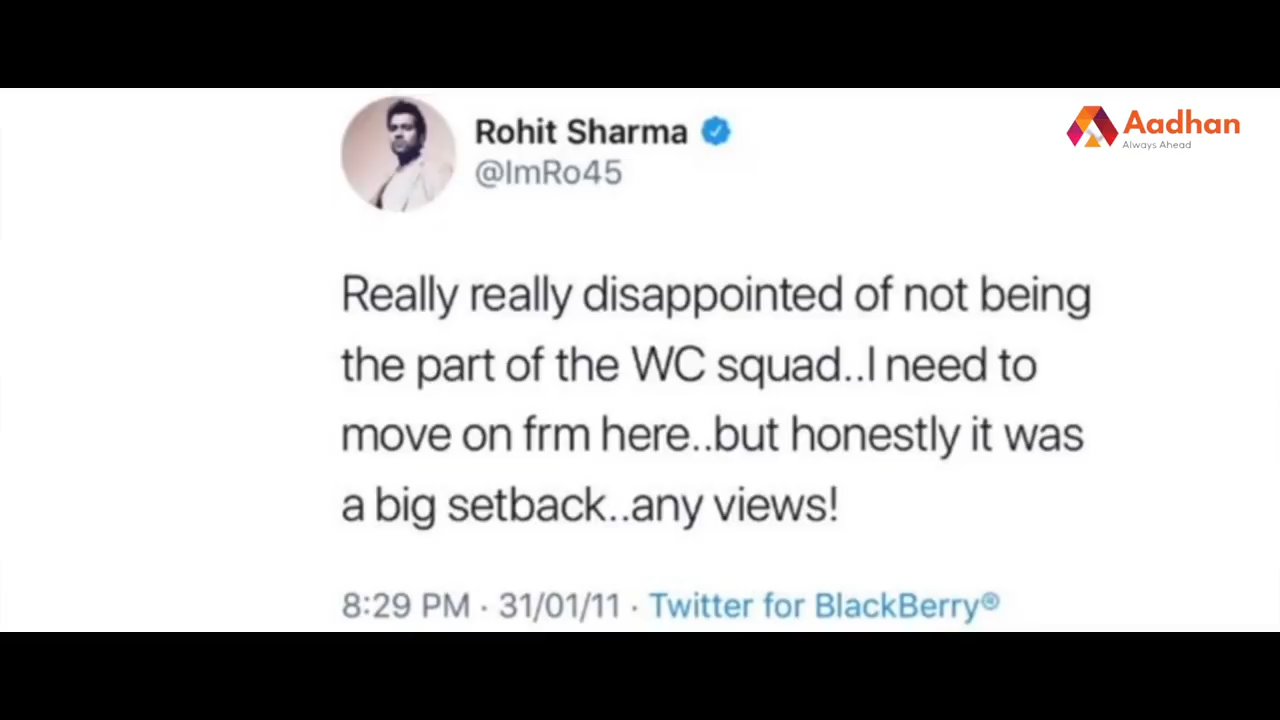 Rohit Sharma
@ImRo45
Aadhan
Always Ahead
Really really disappointed of not being
the part of the WC squad..I need to
move on frm here..but honestly it was
a big setback..any views!
8:29 PM · 31/01/11 · Twitter for BlackBerry®